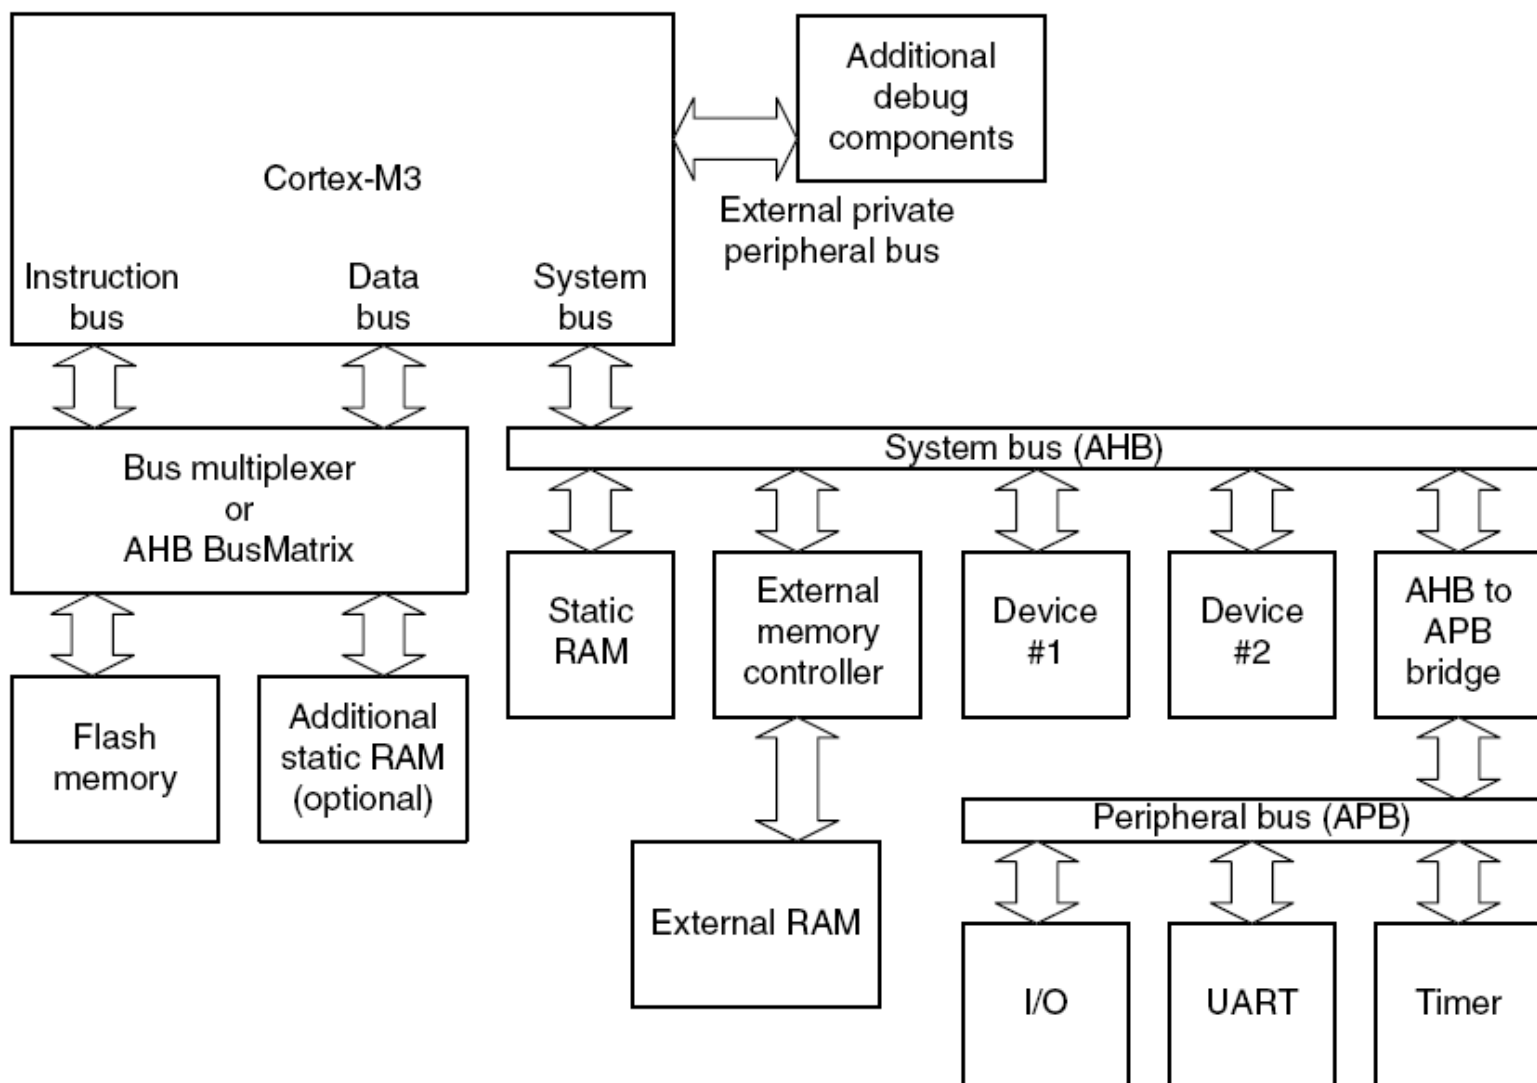 Additional
debug
components
Cortex-M3
External private
peripheral bus
Instruction
bus
Data
bus
System
bus
System bus (AHB)
Bus multiplexer
or
AHB BusMatrix
Static
RAM
External
memory
controller
Device
#1
Device
#2
AHB to
APB
bridge
Flash
memory
Additional
static RAM
(optional)
Peripheral bus (APB)
External RAM
I/O
UART
Timer